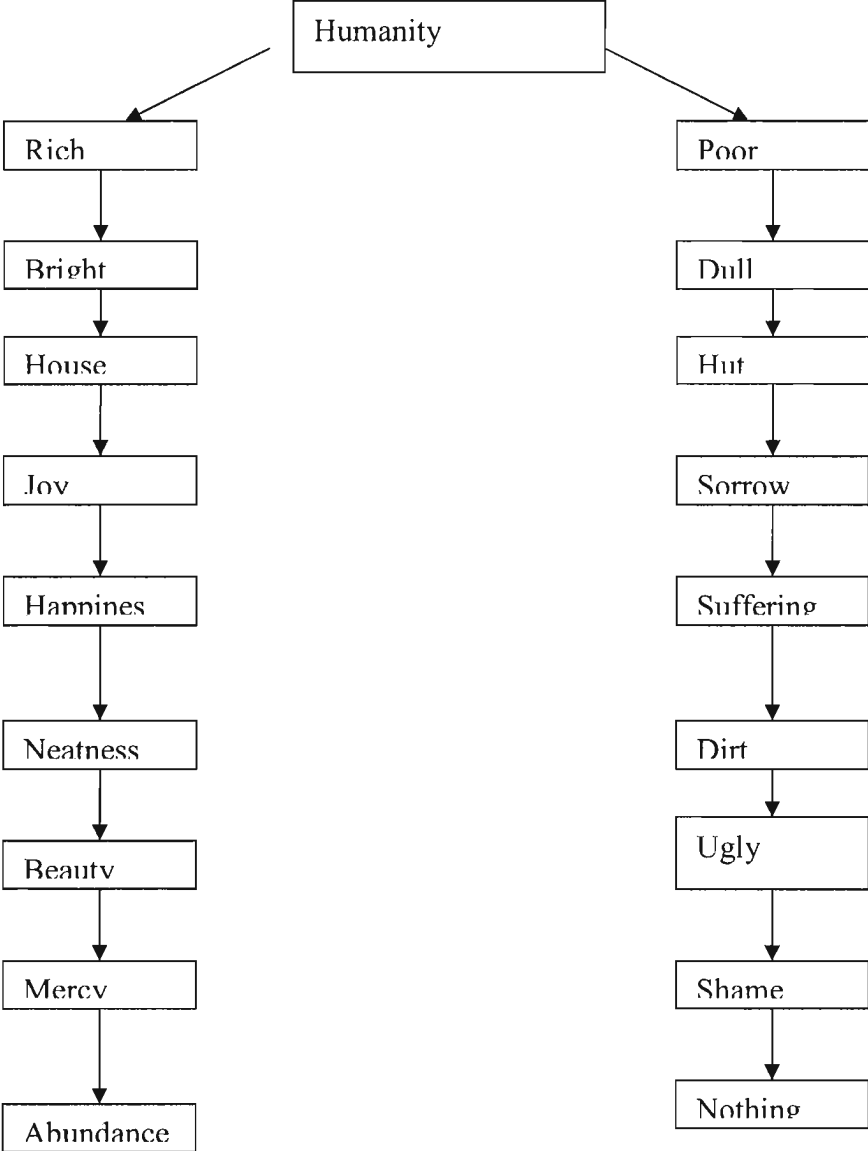 Humanity
Rich
Poor
Bright
Dull
House
Hut
Joy
Sorrow
Happines
Suffering
Neatness
Dirt
Beauty
Ugly
Mercy
Shame
Abundance
Nothing